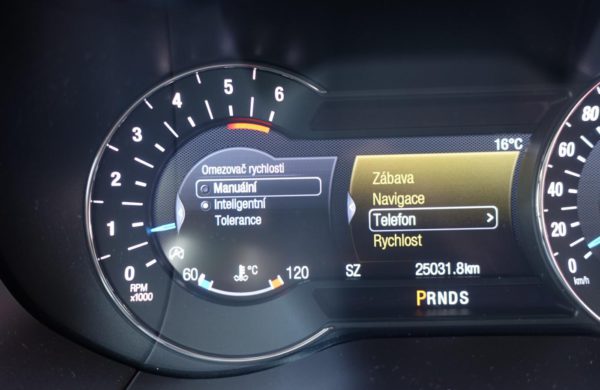 5
6
4
3
2
1
0
RPM
x1000
Omezovač rychlosti
Manuální
Inteligentní
Tolerance
60
°C
120
16°C
Zábava
Navigace
Telefon >
Rychlost
SZ 25031.8km
PRNDS
80
60
40
20
0
km/h